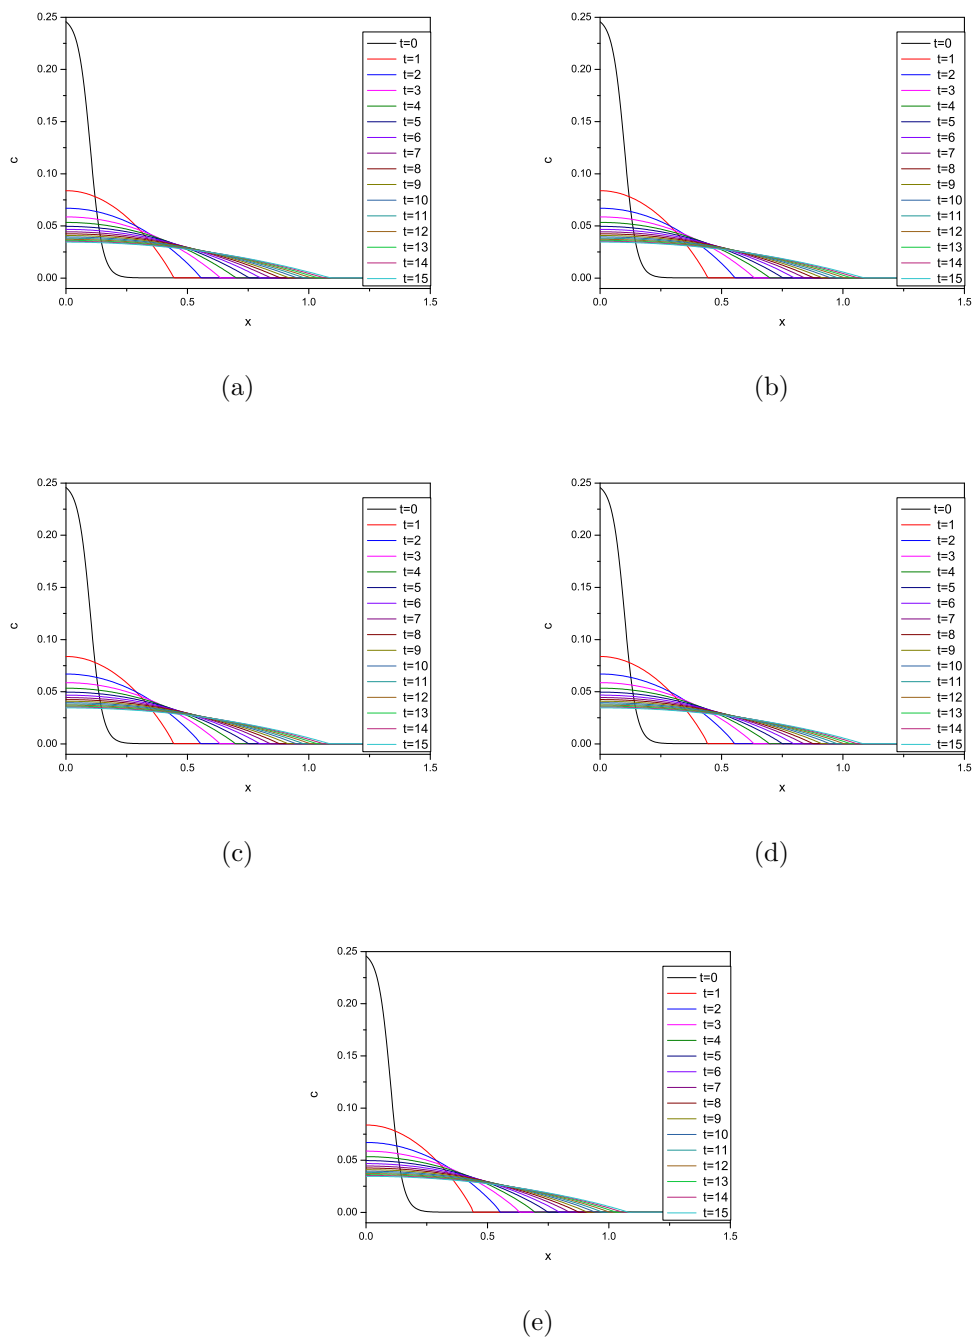 0.25
0.20
0.15
0.10
0.05
0.00
c
0.0 0.5 1.0 1.5
x
t=0
t=1
t=2
t=3
t=4
t=5
t=6
t=7
t=8
t=9
t=10
t=11
t=12
t=13
t=14
t=15
(a)
0.25
0.20
0.15
0.10
0.05
0.00
c
0.0 0.5 1.0 1.5
x
t=0
t=1
t=2
t=3
t=4
t=5
t=6
t=7
t=8
t=9
t=10
t=11
t=12
t=13
t=14
t=15
(b)
0.25
0.20
0.15
0.10
0.05
0.00
c
0.0 0.5 1.0 1.5
x
t=0
t=1
t=2
t=3
t=4
t=5
t=6
t=7
t=8
t=9
t=10
t=11
t=12
t=13
t=14
t=15
(c)
0.25
0.20
0.15
0.10
0.05
0.00
c
0.0 0.5 1.0 1.5
x
t=0
t=1
t=2
t=3
t=4
t=5
t=6
t=7
t=8
t=9
t=10
t=11
t=12
t=13
t=14
t=15
(d)
0.25
0.20
0.15
0.10
0.05
0.00
c
0.0 0.5 1.0 1.5
x
t=0
t=1
t=2
t=3
t=4
t=5
t=6
t=7
t=8
t=9
t=10
t=11
t=12
t=13
t=14
t=15
(e)